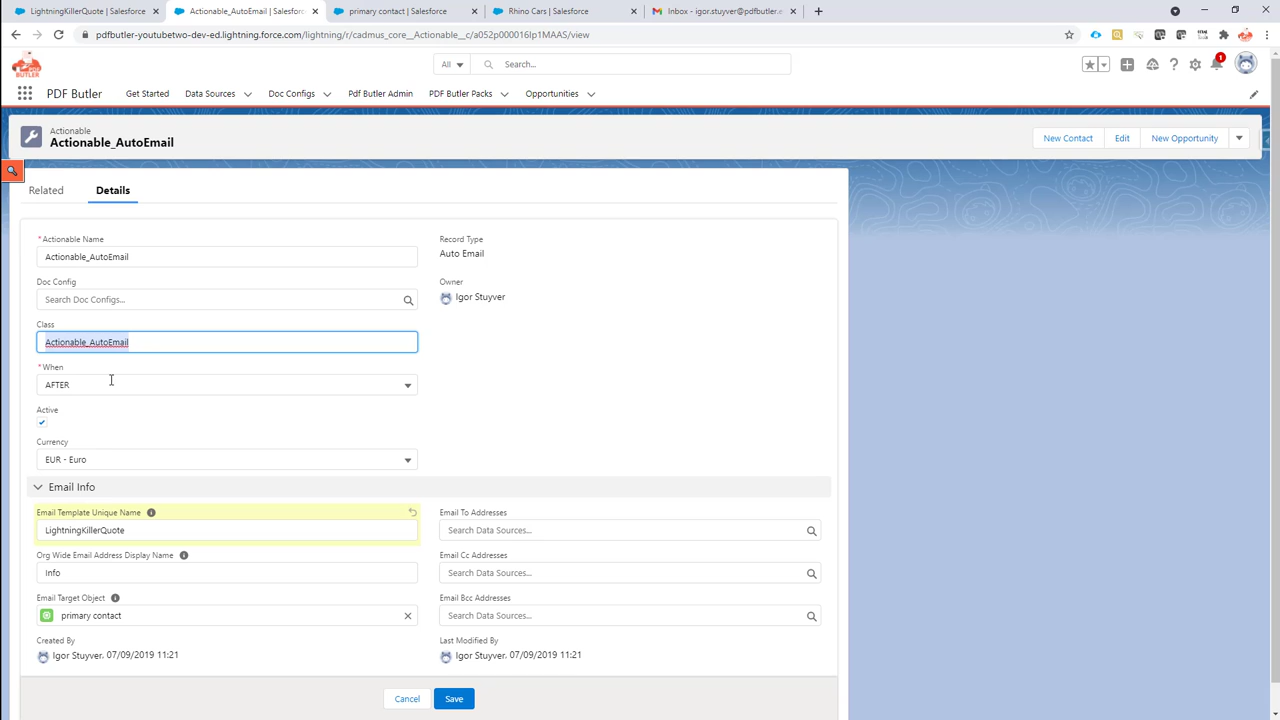 LightningKillerQuote | Salesforce
Actionable_AutoEmail | Salesforc
primary contact | Salesforce
Rhino Cars | Salesforce
Inbox - igor.stuyver@pdfbutler.e
pdfbutler-youtubetwo-dev-ed.lightning.force.com/lightning/r/cadmus_core__Actionable__c/a052p000016Ip1MAAS/view
PDF
BUTLER
All
Search...
1
PDF Butler
Get Started
Data Sources
Doc Configs
Pdf Butler Admin
PDF Butler Packs
Opportunities
Actionable
Actionable_AutoEmail
New Contact
Edit
New Opportunity
Related
Details
*Actionable Name
Actionable_AutoEmail
Record Type
Auto Email
Doc Config
Search Doc Configs...
Owner
Igor Stuyver
Class
Actionable_AutoEmail
*When
AFTER
Active
Currency
EUR - Euro
Email Info
Email Template Unique Name
LightningKillerQuote
Email To Addresses
Search Data Sources...
Org Wide Email Address Display Name
Info
Email Cc Addresses
Search Data Sources...
Email Target Object
primary contact
Email Bcc Addresses
Search Data Sources...
Created By
Igor Stuyver, 07/09/2019 11:21
Last Modified By
Igor Stuyver, 07/09/2019 11:21
Cancel
Save